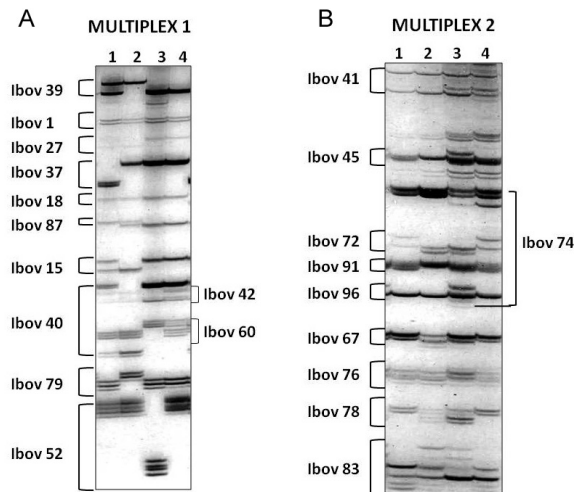 A
MULTIPLEX 1
1 2 3 4
Ibov 39
Ibov 1
Ibov 27
Ibov 37
Ibov 18
Ibov 87
Ibov 15
Ibov 42
Ibov 40
Ibov 60
Ibov 79
Ibov 52
B
MULTIPLEX 2
1 2 3 4
Ibov 41
Ibov 45
Ibov 74
Ibov 72
Ibov 91
Ibov 96
Ibov 67
Ibov 76
Ibov 78
Ibov 83